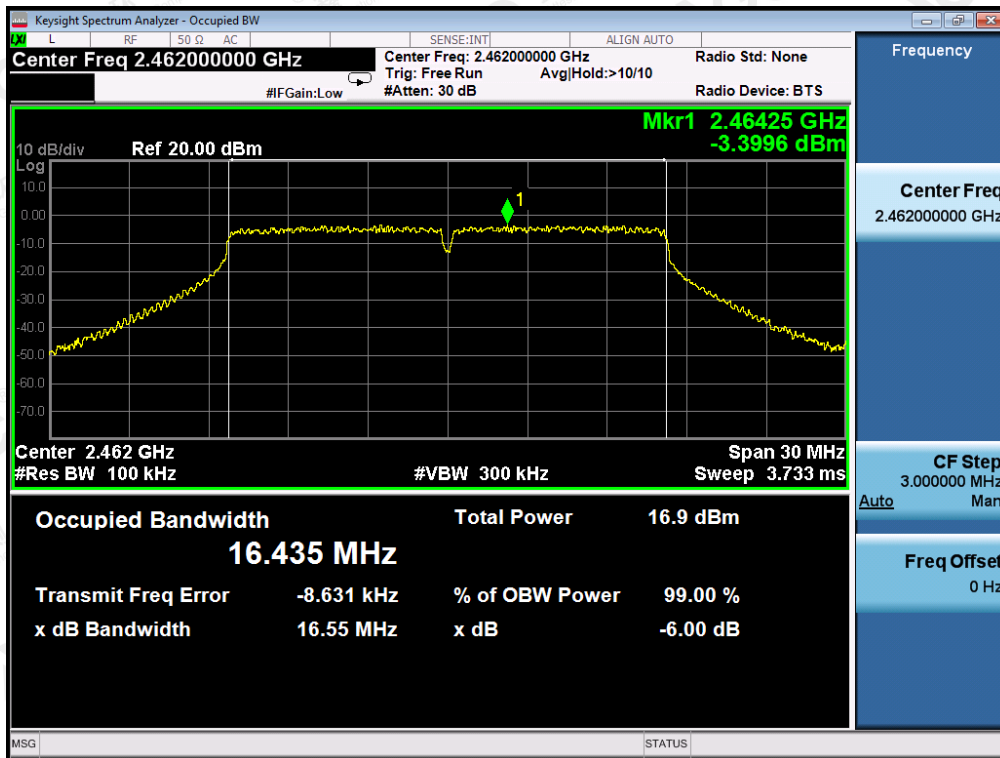 Keysight Spectrum Analyzer - Occupied BW
LXI L RF 50 Ω AC SENSE:INT ALIGN AUTO
Center Freq 2.462000000 GHz
Center Freq: 2.462000000 GHz Radio Std: None
Trig: Free Run Avg|Hold:>10/10
#IFGain:Low #Atten: 30 dB Radio Device: BTS
Mkr1 2.46425 GHz
-3.3996 dBm
10 dB/div Ref 20.00 dBm
Log
10.0
0.00
-10.0
-20.0
-30.0
-40.0
-50.0
-60.0
-70.0
1
Center 2.462 GHz Span 30 MHz
#Res BW 100 kHz #VBW 300 kHz Sweep 3.733 ms
Occupied Bandwidth Total Power 16.9 dBm
16.435 MHz
Transmit Freq Error -8.631 kHz % of OBW Power 99.00 %
x dB Bandwidth 16.55 MHz x dB -6.00 dB
MSG STATUS
Frequency
Center Freq
2.462000000 GHz
CF Step
3.000000 MHz
Auto Man
Freq Offset
0 Hz